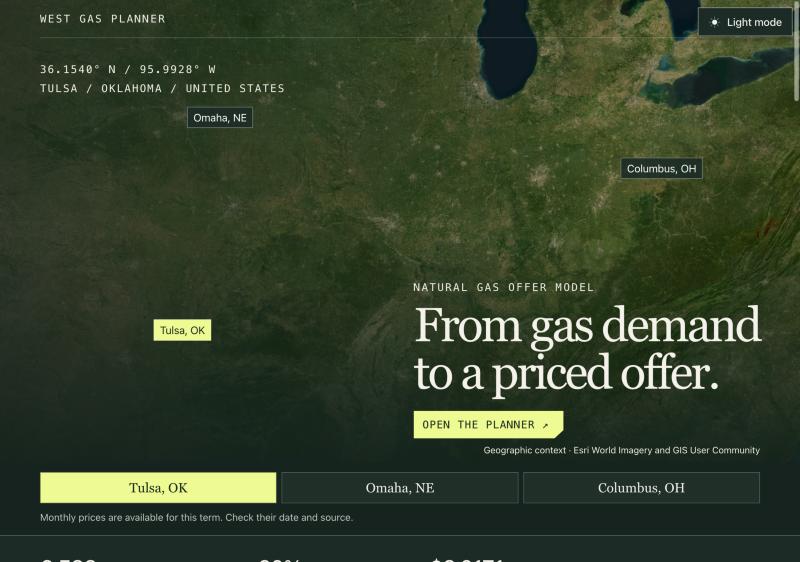 WEST GAS PLANNER
Light mode
36.1540° N / 95.9928° W
TULSA / OKLAHOMA / UNITED STATES
Omaha, NE
Columbus, OH
NATURAL GAS OFFER MODEL
From gas demand
to a priced offer.
Tulsa, OK
OPEN THE PLANNER ↗
Geographic context · Esri World Imagery and GIS User Community
Tulsa, OK
Omaha, NE
Columbus, OH
Monthly prices are available for this term. Check their date and source.